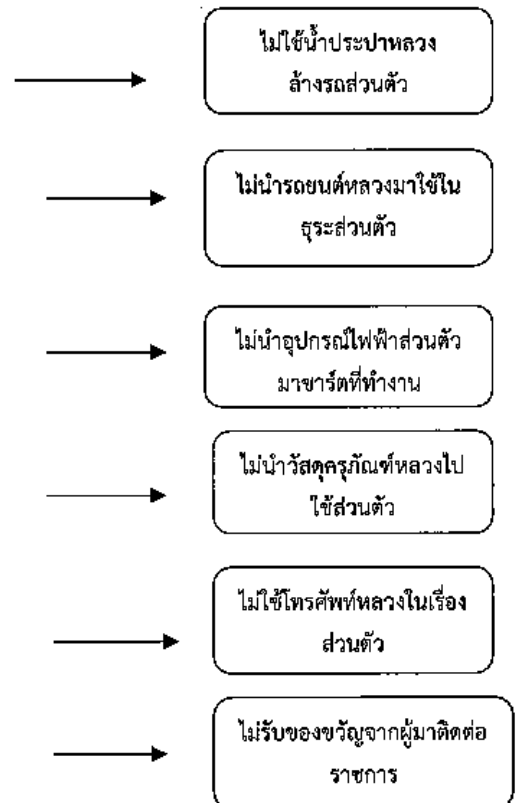 ไม่ใช้น้ำประปาหลวง
ล้างรถส่วนตัว
ไม่นำรถยนต์หลวงมาใช้ใน
ธุระส่วนตัว
ไม่นำอุปกรณ์ไฟฟ้าส่วนตัว
มาชาร์ตที่ทำงาน
ไม่นำวัสดุครุภัณฑ์หลวงไป
ใช้ส่วนตัว
ไม่ใช้โทรศัพท์หลวงในเรื่อง
ส่วนตัว
ไม่รับของขวัญจากผู้มาติดต่อ
ราชการ